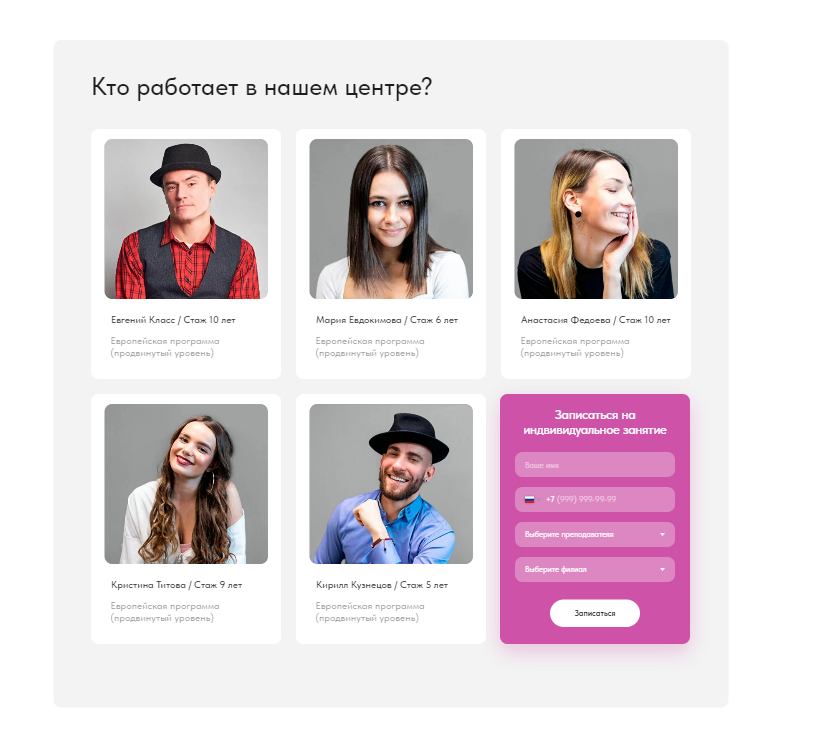 Кто работает в нашем центре?
Евгений Класс / Стаж 10 лет
Европейская программа
(продвинутый уровень)
Мария Евдокимова / Стаж 6 лет
Европейская программа
(продвинутый уровень)
Анастасия Федоева / Стаж 10 лет
Европейская программа
(продвинутый уровень)
Кристина Титова / Стаж 9 лет
Европейская программа
(продвинутый уровень)
Кирилл Кузнецов / Стаж 5 лет
Европейская программа
(продвинутый уровень)
Записаться на
индвивидуальное занятие
Ваше имя
+7 (999) 999-99-99
Выберите преподавателя
Выберите филиал
Записаться